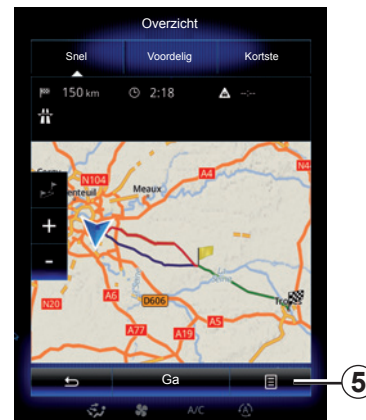 Overzicht
Snel Voordelig Kortste
150 km 2:18 --:--
N104 A4 N4
Meaux
N20 A6 D606 A5
A77 A19
Ga
5
A/C